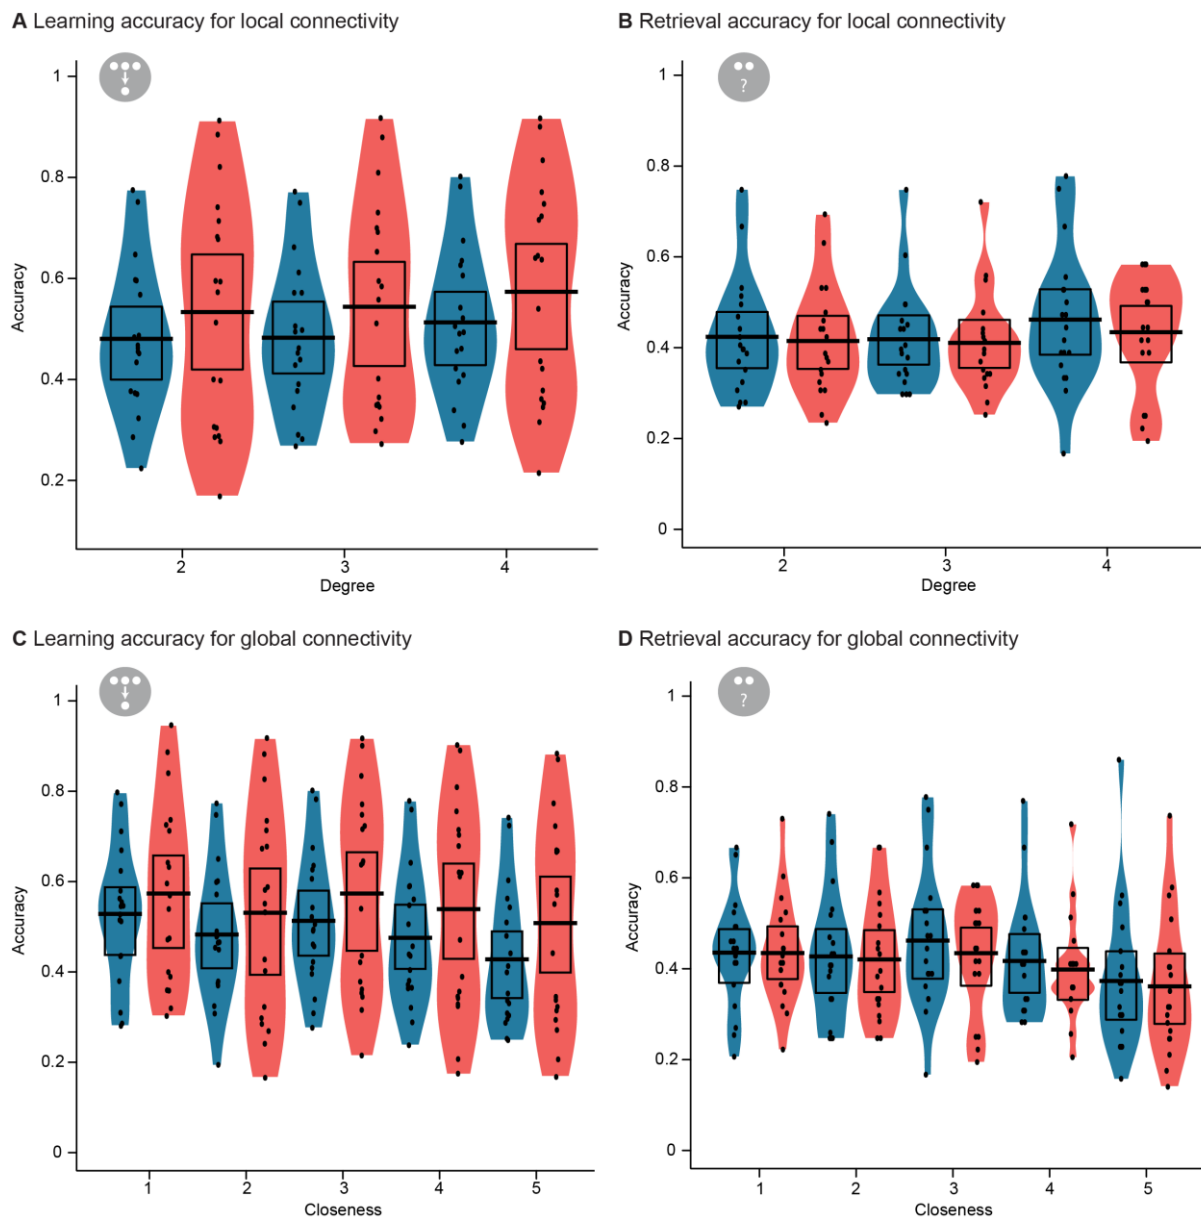 A Learning accuracy for local connectivity
1
0.8
0.6
0.4
0.2
Accuracy
2 3 4
Degree
B Retrieval accuracy for local connectivity
?
1
0.8
0.6
0.4
0.2
0
Accuracy
2 3 4
Degree
C Learning accuracy for global connectivity
1
0.8
0.6
0.4
0.2
0
Accuracy
1 2 3 4 5
Closeness
D Retrieval accuracy for global connectivity
?
1
0.8
0.6
0.4
0.2
0
Accuracy
1 2 3 4 5
Closeness